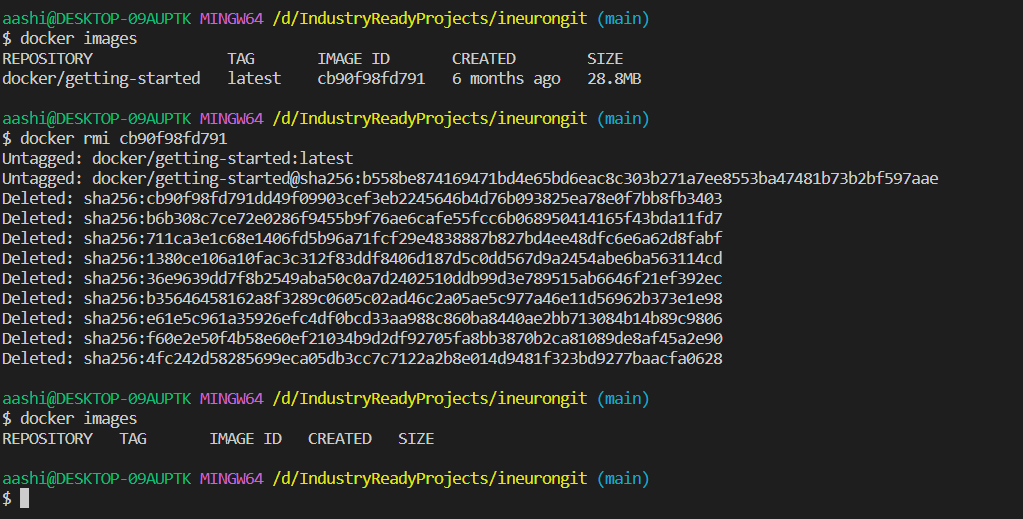 aashi@DESKTOP-09AUPTK MINGW64 /d/IndustryReadyProjects/ineurongit (main)
$ docker images
REPOSITORY TAG IMAGE ID CREATED SIZE
docker/getting-started latest cb90f98fd791 6 months ago 28.8MB
aashi@DESKTOP-09AUPTK MINGW64 /d/IndustryReadyProjects/ineurongit (main)
$ docker rmi cb90f98fd791
Untagged: docker/getting-started:latest
Untagged: docker/getting-started@sha256:b558be874169471bd4e65bd6eac8c303b271a7ee8553ba47481b73b2bf597aae
Deleted: sha256:cb90f98fd791dd49f09903cef3eb2245646b4d76b093825ea78e0f7bb8fb3403
Deleted: sha256:b6b308c7ce72e0286f9455b9f76ae6cafe55fcc6b068950414165f43bda11fd7
Deleted: sha256:711ca3e1c68e1406fd5b96a71fcf29e4838887b827bd4ee48dfc6e6a62d8fabf
Deleted: sha256:1380ce106a10fac3c312f83ddf8406d187d5c0dd567d9a2454abe6ba563114cd
Deleted: sha256:36e9639dd7f8b2549aba50c0a7d2402510ddb99d3e789515ab6646f21ef392ec
Deleted: sha256:b35646458162a8f3289c0605c02ad46c2a05ae5c977a46e11d56962b373e1e98
Deleted: sha256:e61e5c961a35926efc4df0bcd33aa988c860ba8440ae2bb713084b14b89c9806
Deleted: sha256:f60e2e50f4b58e60ef21034b9d2df92705fa8bb3870b2ca81089de8af45a2e90
Deleted: sha256:4fc242d58285699eca05db3cc7c7122a2b8e014d9481f323bd9277baacfa0628
aashi@DESKTOP-09AUPTK MINGW64 /d/IndustryReadyProjects/ineurongit (main)
$ docker images
REPOSITORY TAG IMAGE ID CREATED SIZE
aashi@DESKTOP-09AUPTK MINGW64 /d/IndustryReadyProjects/ineurongit (main)
$